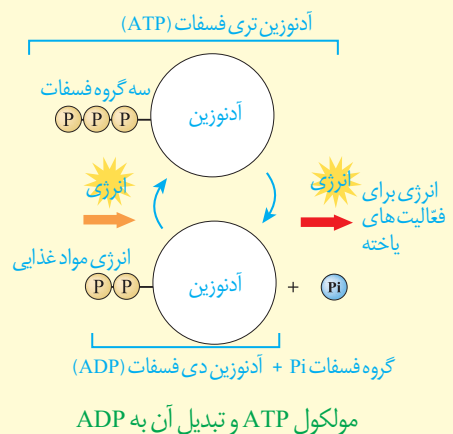 آدنوزین تری فسفات (ATP)
سه گروه فسفات
آدنوزین
P P P
انرژی
انرژی
انرژی برای
فعّالیت‌های
یاخته
انرژی مواد غذایی
آدنوزین
P P
+ Pi
گروه فسفات Pi + آدنوزین دی فسفات (ADP)
مولکول ATP و تبدیل آن به ADP